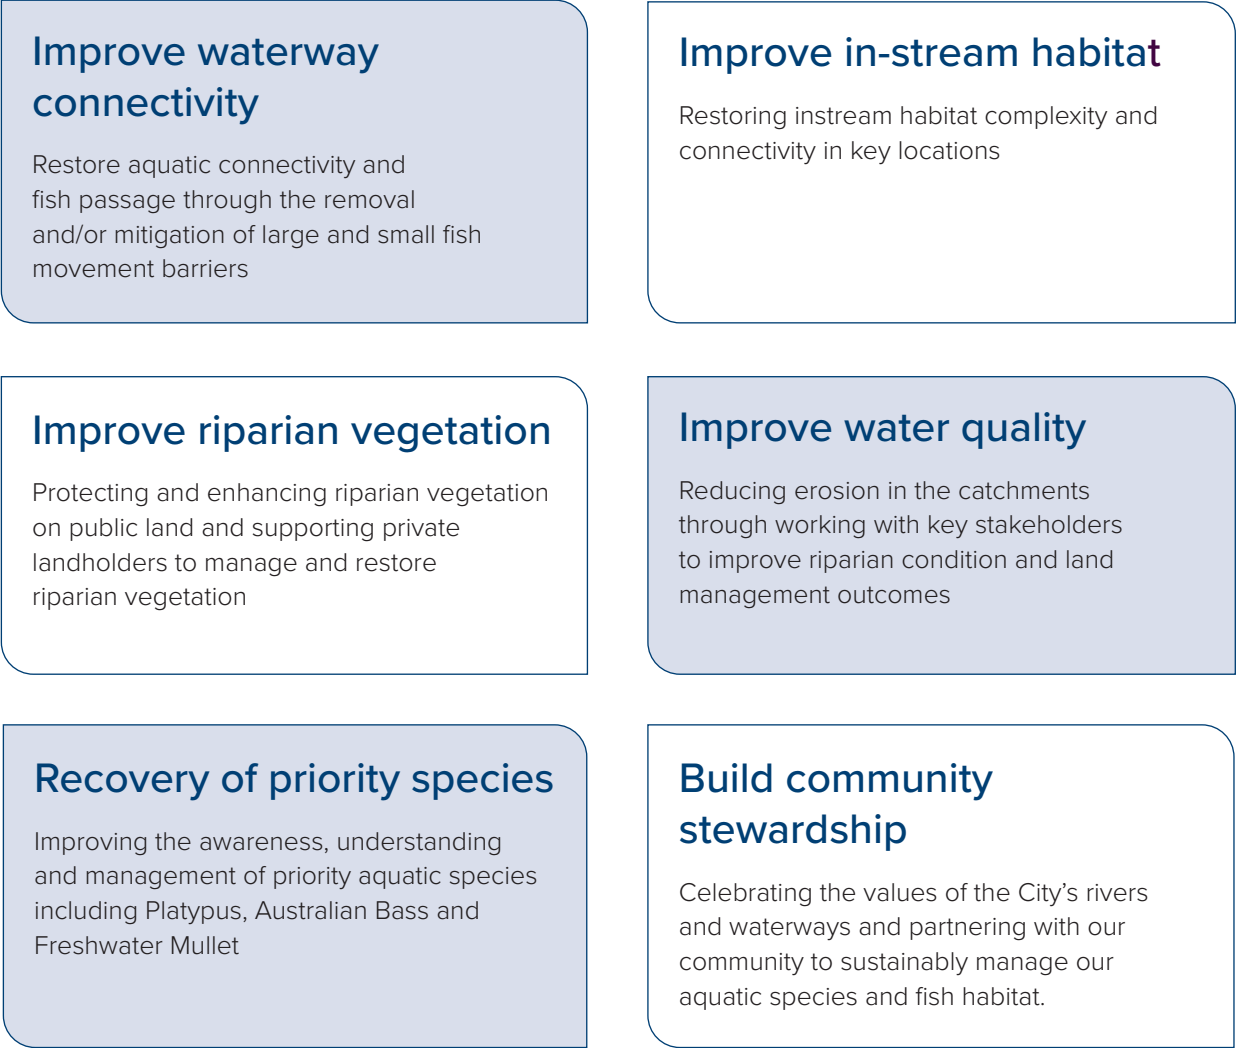 Improve waterway
connectivity
Restore aquatic connectivity and
fish passage through the removal
and/or mitigation of large and small fish
movement barriers
Improve in-stream habitat
Restoring instream habitat complexity and
connectivity in key locations
Improve riparian vegetation
Protecting and enhancing riparian vegetation
on public land and supporting private
landholders to manage and restore
riparian vegetation
Improve water quality
Reducing erosion in the catchments
through working with key stakeholders
to improve riparian condition and land
management outcomes
Recovery of priority species
Improving the awareness, understanding
and management of priority aquatic species
including Platypus, Australian Bass and
Freshwater Mullet
Build community
stewardship
Celebrating the values of the City’s rivers
and waterways and partnering with our
community to sustainably manage our
aquatic species and fish habitat.